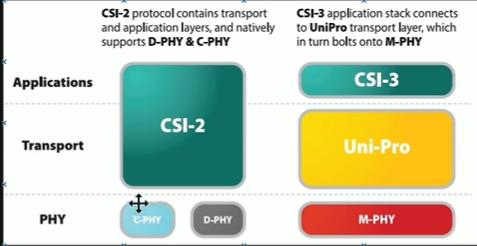 CSI-2 protocol contains transport
and application layers, and natively
supports D-PHY & C-PHY
CSI-3 application stack connects
to UniPro transport layer, which
in turn bolts onto M-PHY
Applications
CSI-2
CSI-3
Transport
Uni-Pro
PHY
C-PHY
D-PHY
M-PHY